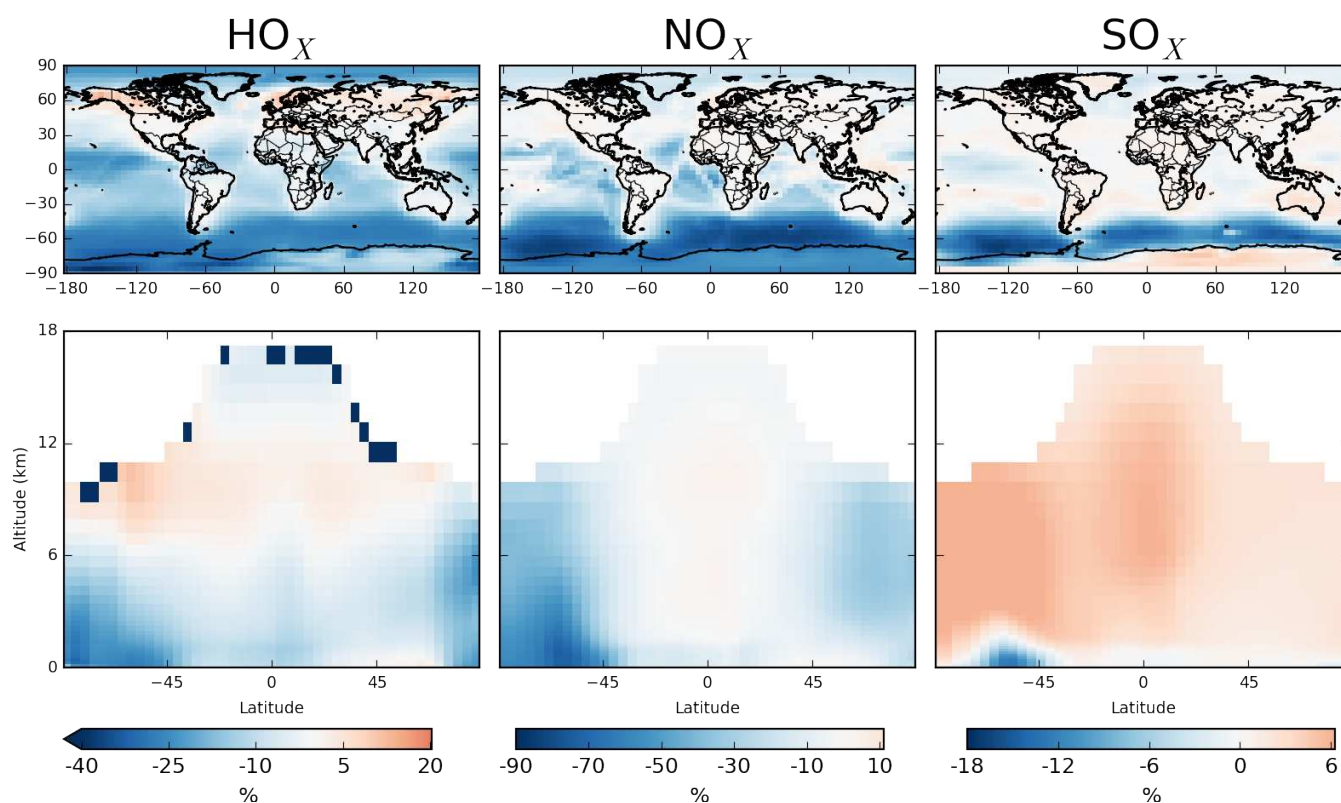 HOX NOX SOX
90
60
30
0
−30
−60
−90
−180 −120 −60 0 60 120 −180 −120 −60 0 60 120 −180 −120 −60 0 60 120
18
12
6
0
Altitude (km)
−45 0 45 −45 0 45 −45 0 45
Latitude Latitude Latitude
-40 -25 -10 5 20 -90 -70 -50 -30 -10 10 -18 -12 -6 0 6
% % %